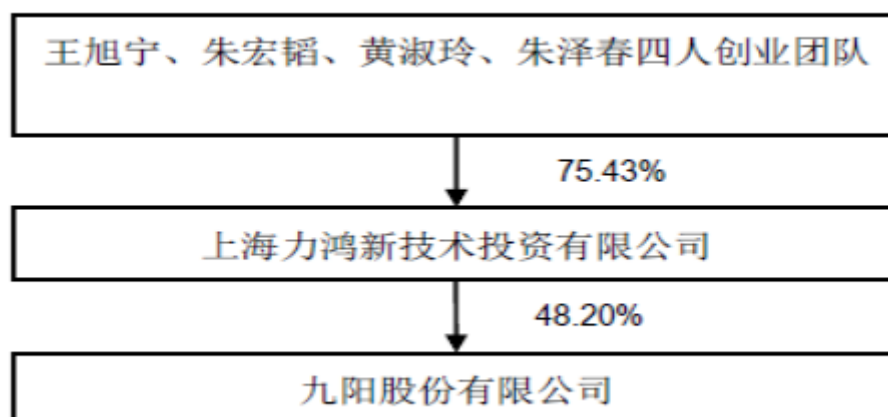 王旭宁、朱宏韬、黄淑玲、朱泽春四人创业团队
75.43%
上海力鸿新技术投资有限公司
48.20%
九阳股份有限公司